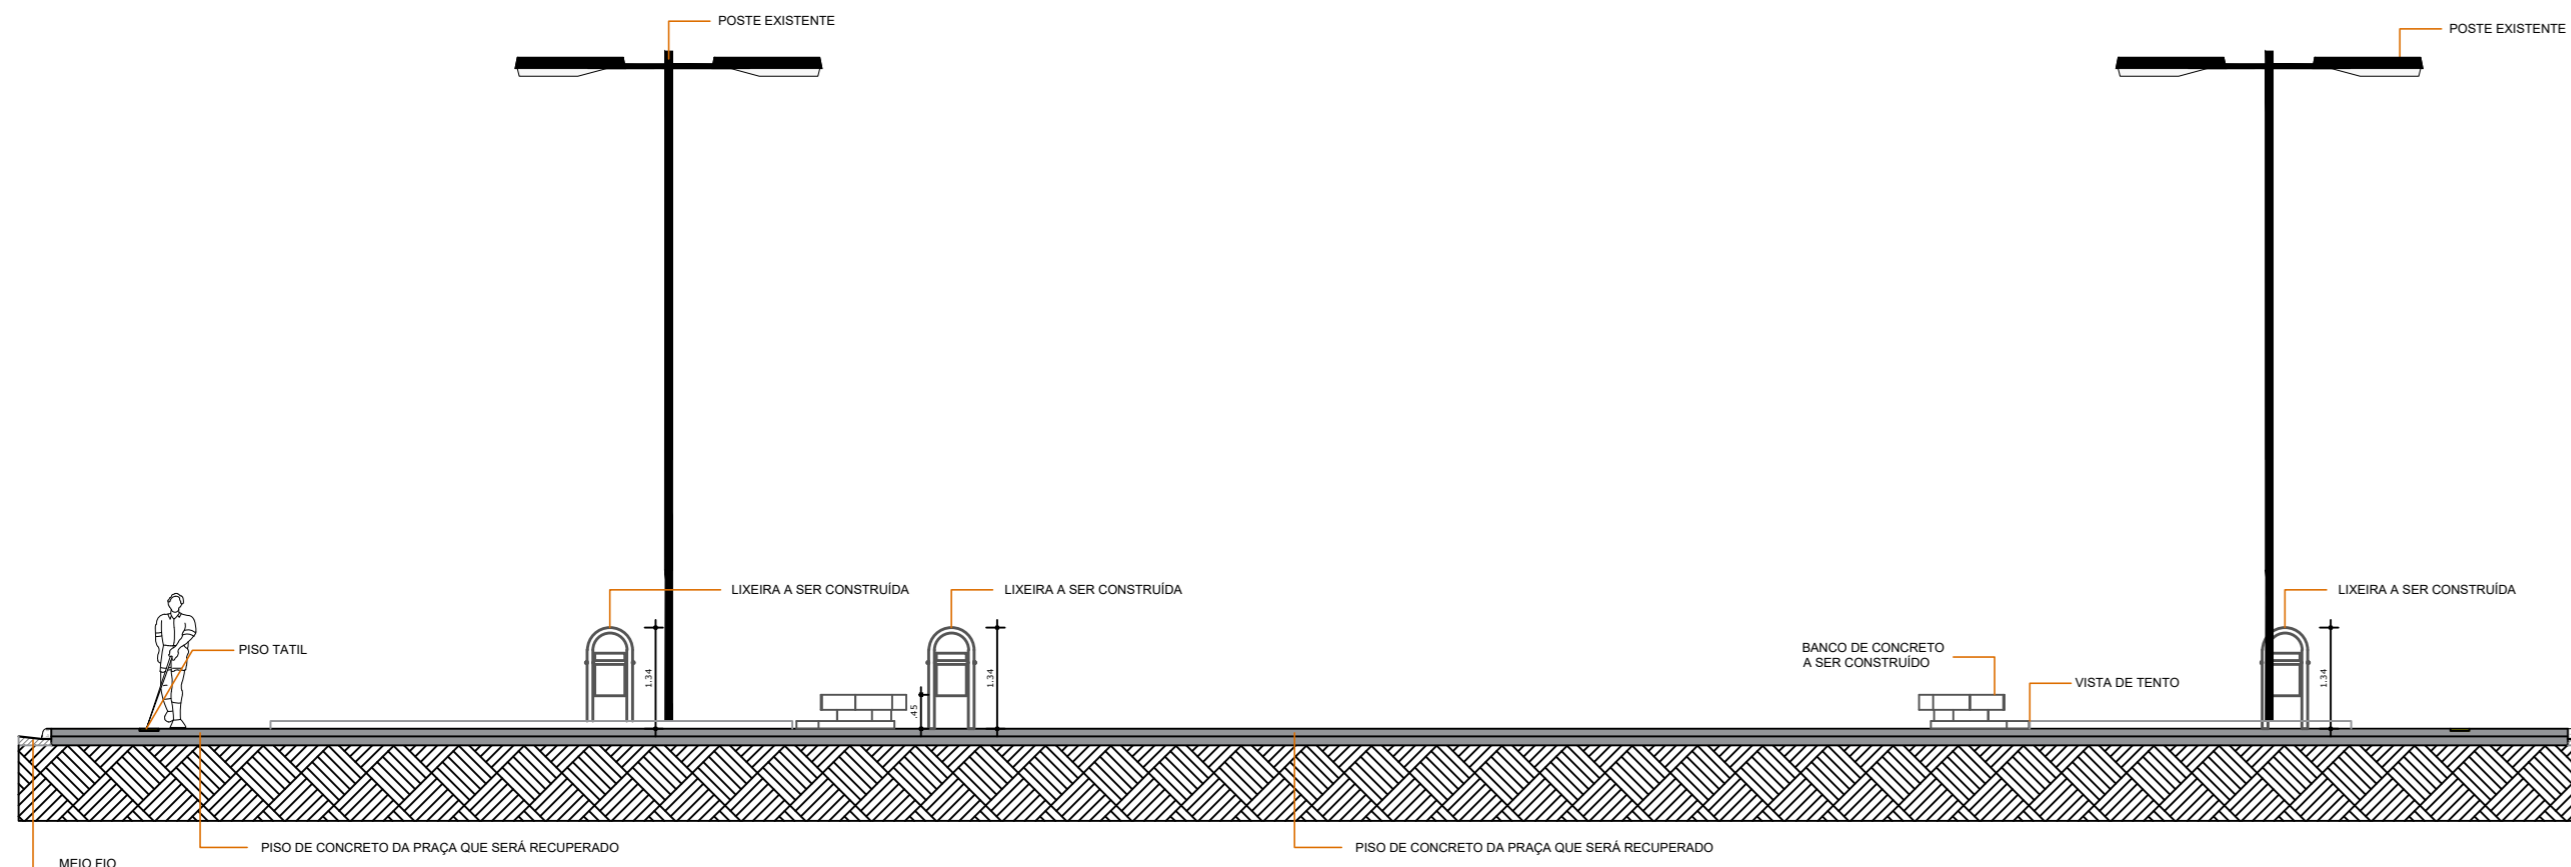 POSTE EXISTENTE
POSTE EXISTENTE
LIXEIRA A SER CONSTRUÍDA
LIXEIRA A SER CONSTRUÍDA
LIXEIRA A SER CONSTRUÍDA
PISO TATIL
1.34
.45
1.34
BANCO DE CONCRETO
A SER CONSTRUÍDO
VISTA DE TENTO
1.34
PISO DE CONCRETO DA PRAÇA QUE SERÁ RECUPERADO
PISO DE CONCRETO DA PRAÇA QUE SERÁ RECUPERADO
MEIO FIO